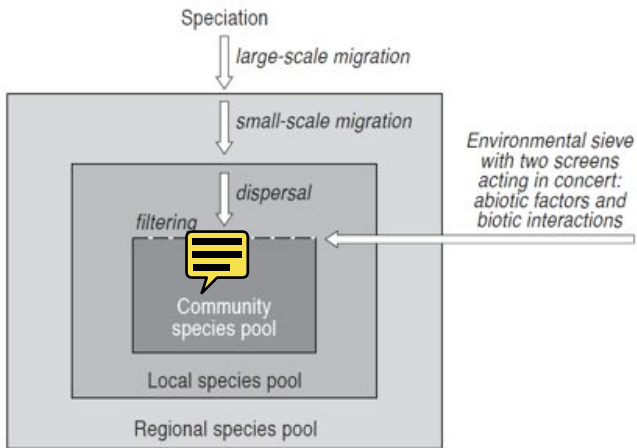 Speciation
large-scale migration
small-scale migration
Environmental sieve
with two screens
acting in concert:
abiotic factors and
biotic interactions
dispersal
filtering
Community
species pool
Local species pool
Regional species pool